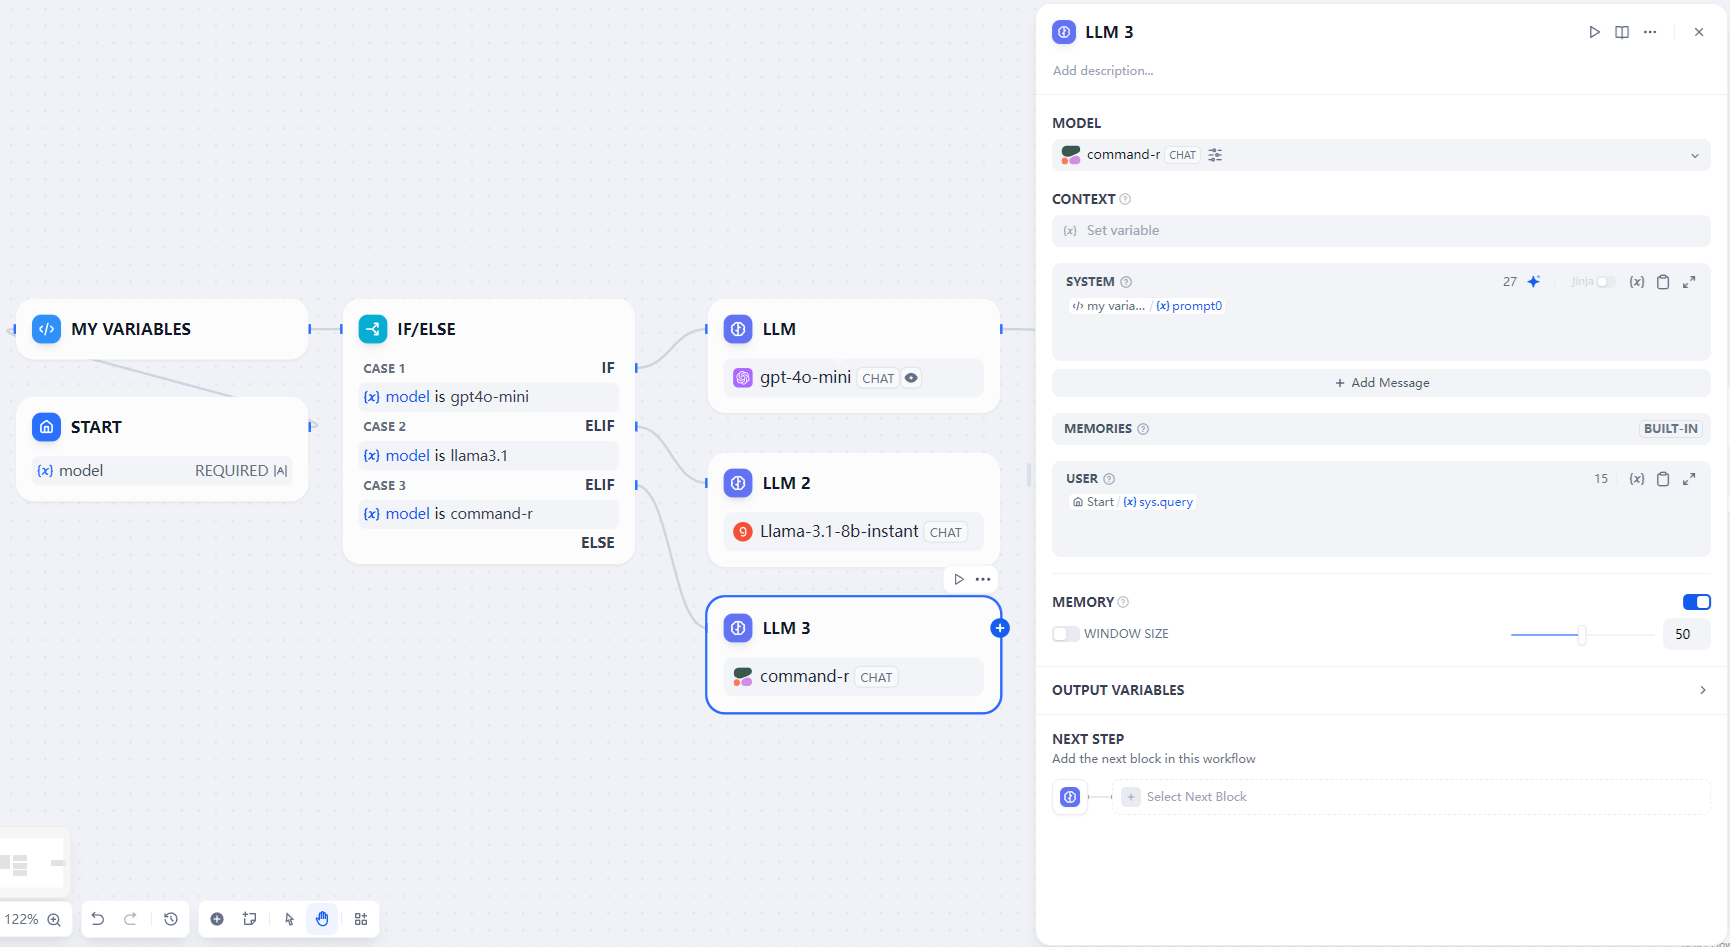 MY VARIABLES
START
{x} model REQUIRED |A|
IF/ELSE
CASE 1 IF
{x} model is gpt4o-mini
CASE 2 ELIF
{x} model is llama3.1
CASE 3 ELIF
{x} model is command-r
ELSE
LLM
gpt-4o-mini CHAT
LLM 2
9 Llama-3.1-8b-instant CHAT
LLM 3
command-r CHAT
122%
LLM 3
Add description...
MODEL
command-r CHAT
CONTEXT
{x} Set variable
SYSTEM 27 Jinja {x}
</> my varia... / {x} prompt0
+ Add Message
MEMORIES BUILT-IN
USER 15 {x}
Start / {x} sys.query
MEMORY
WINDOW SIZE 50
OUTPUT VARIABLES
NEXT STEP
Add the next block in this workflow
+ Select Next Block